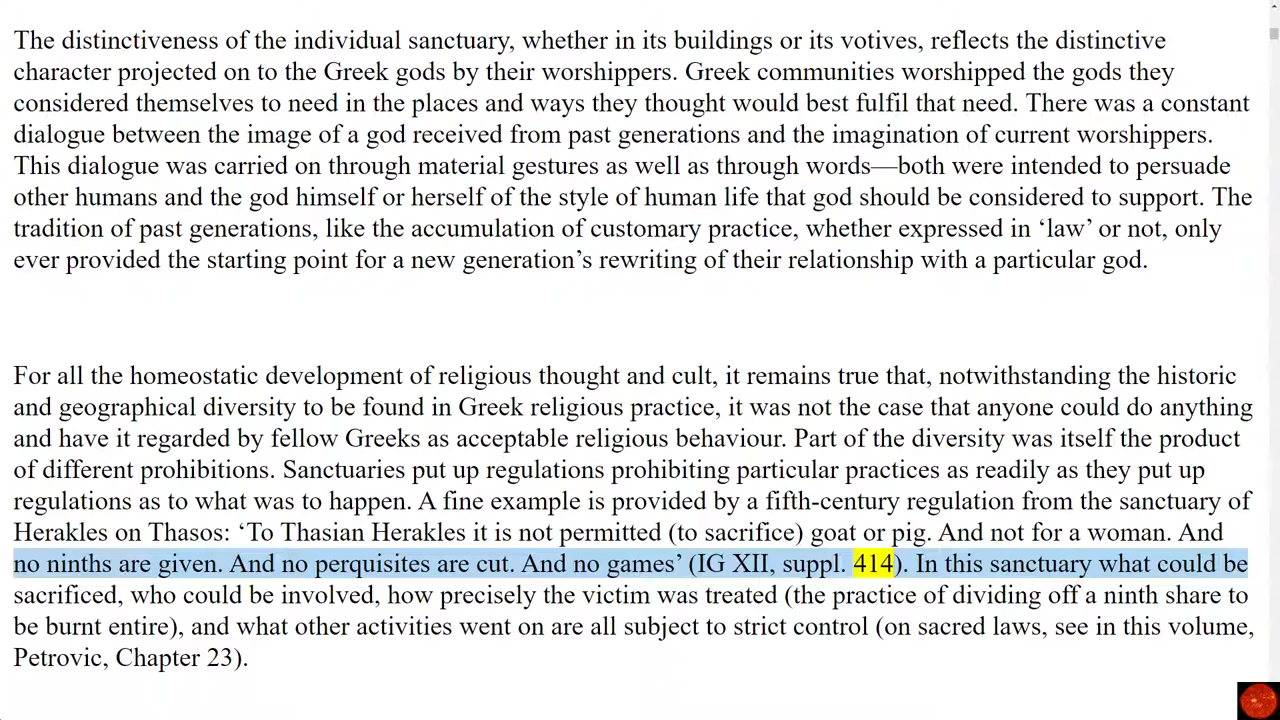 The distinctiveness of the individual sanctuary, whether in its buildings or its votives, reflects the distinctive
character projected on to the Greek gods by their worshippers. Greek communities worshipped the gods they
considered themselves to need in the places and ways they thought would best fulfil that need. There was a constant
dialogue between the image of a god received from past generations and the imagination of current worshippers.
This dialogue was carried on through material gestures as well as through words—both were intended to persuade
other humans and the god himself or herself of the style of human life that god should be considered to support. The
tradition of past generations, like the accumulation of customary practice, whether expressed in ‘law’ or not, only
ever provided the starting point for a new generation’s rewriting of their relationship with a particular god.
For all the homeostatic development of religious thought and cult, it remains true that, notwithstanding the historic
and geographical diversity to be found in Greek religious practice, it was not the case that anyone could do anything
and have it regarded by fellow Greeks as acceptable religious behaviour. Part of the diversity was itself the product
of different prohibitions. Sanctuaries put up regulations prohibiting particular practices as readily as they put up
regulations as to what was to happen. A fine example is provided by a fifth-century regulation from the sanctuary of
Herakles on Thasos: ‘To Thasian Herakles it is not permitted (to sacrifice) goat or pig. And not for a woman. And
no ninths are given. And no perquisites are cut. And no games’ (IG XII, suppl. 414). In this sanctuary what could be
sacrificed, who could be involved, how precisely the victim was treated (the practice of dividing off a ninth share to
be burnt entire), and what other activities went on are all subject to strict control (on sacred laws, see in this volume,
Petrovic, Chapter 23).